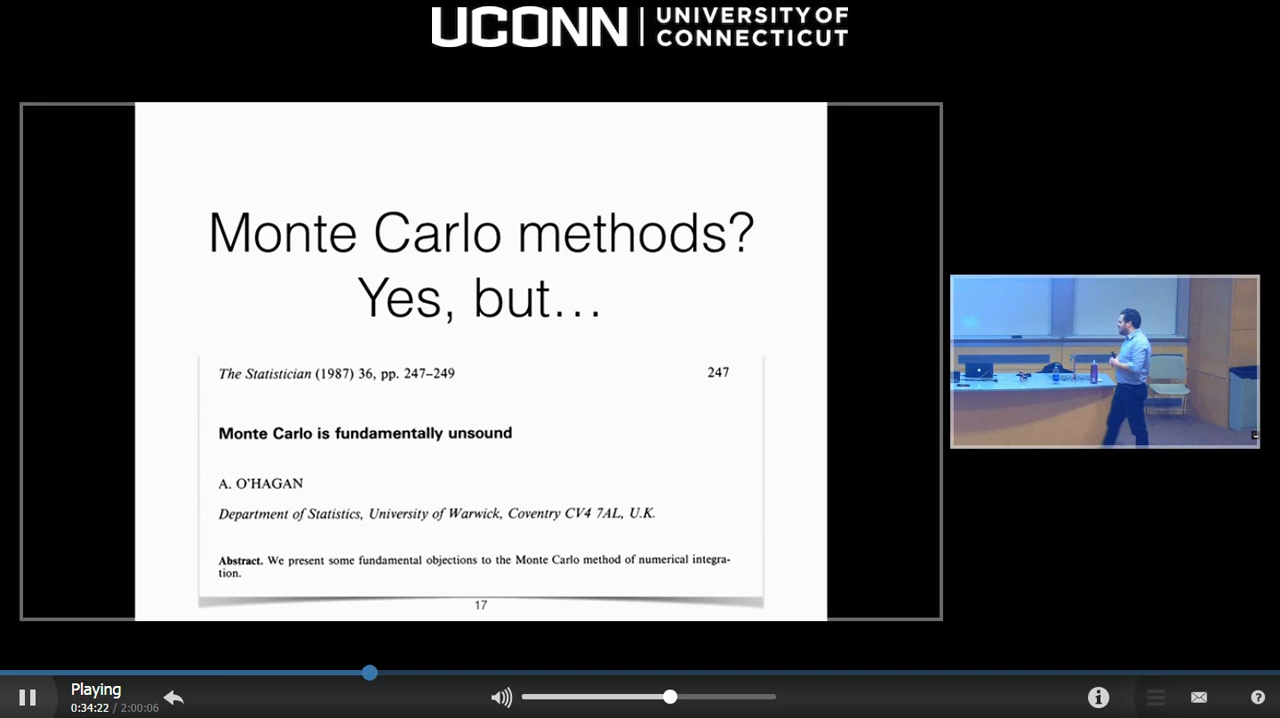 UCONN
UNIVERSITY OF
CONNECTICUT
Monte Carlo methods?
Yes, but…
The Statistician (1987) 36, pp. 247–249
247
Monte Carlo is fundamentally unsound
A. O'HAGAN
Department of Statistics, University of Warwick, Coventry CV4 7AL, U.K.
Abstract. We present some fundamental objections to the Monte Carlo method of numerical integra-
tion.
17
Playing
0:34:22 / 2:00:06